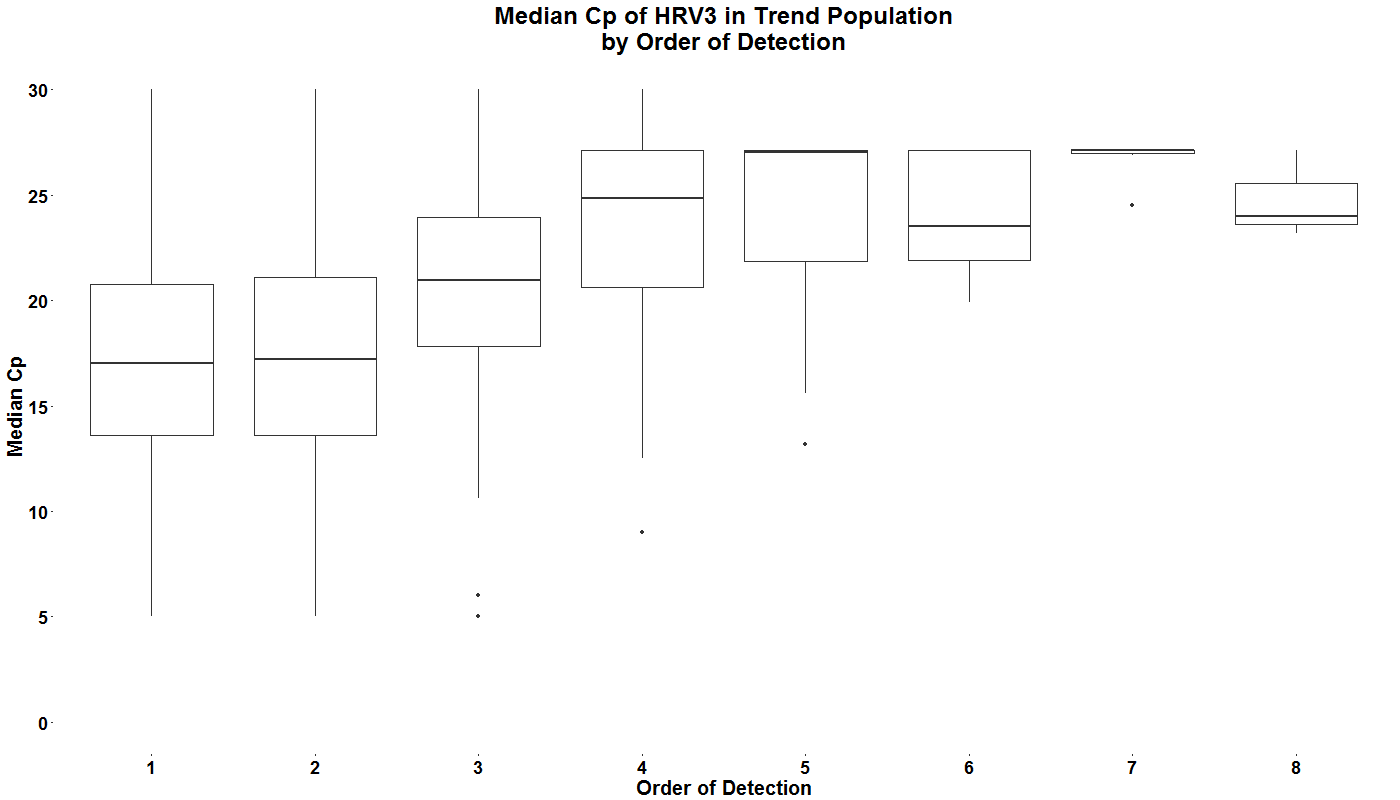 Median Cp of HRV3 in Trend Population
by Order of Detection
30
25
20
15
10
5
0
Median Cp
1 2 3 4 5 6 7 8
Order of Detection